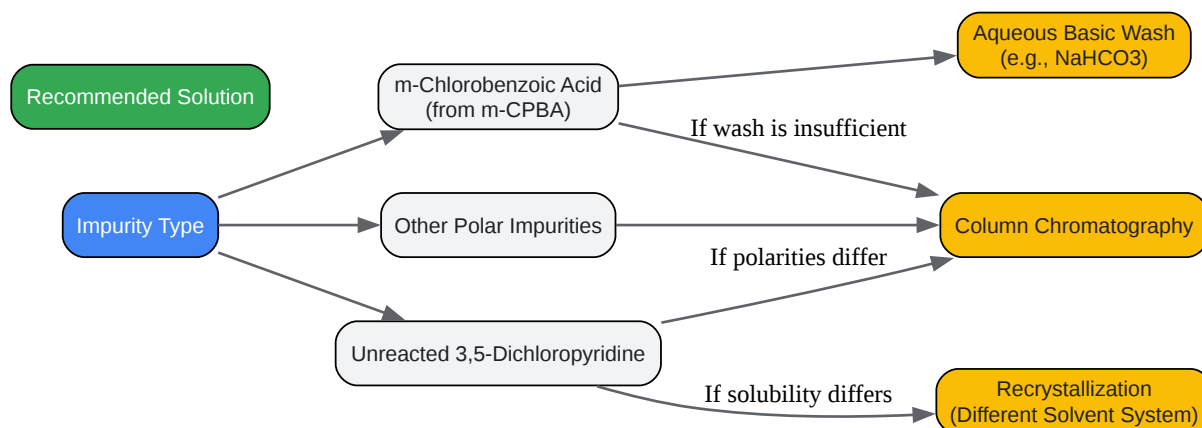 Recommended Solution
Impurity Type
m-Chlorobenzoic Acid
(from m-CPBA)
Other Polar Impurities
Unreacted 3,5-Dichloropyridine
If wash is insufficient
If polarities differ
If solubility differs
Aqueous Basic Wash
(e.g., NaHCO3)
Column Chromatography
Recrystallization
(Different Solvent System)